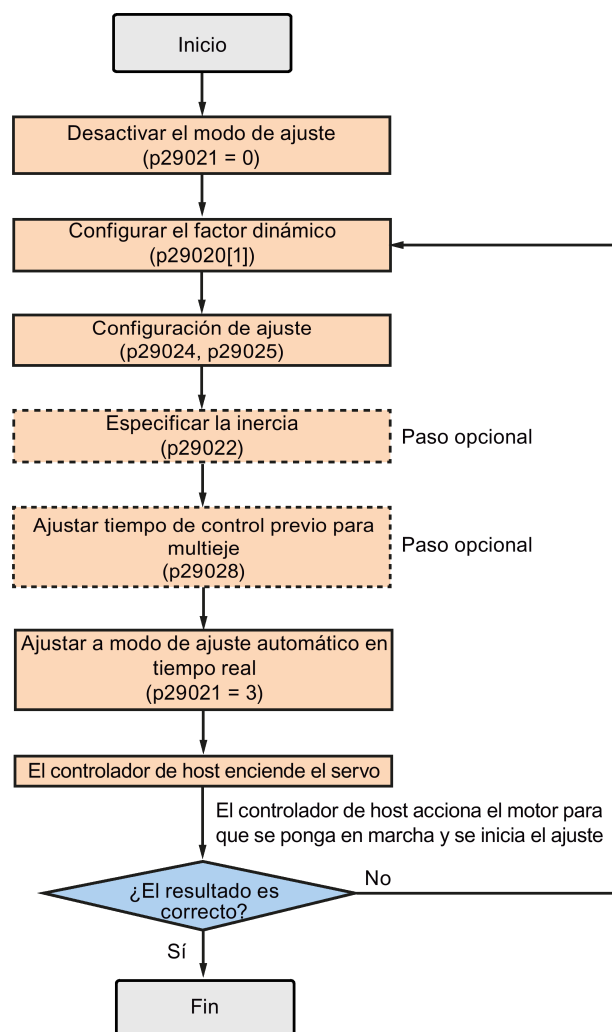 Inicio
Desactivar el modo de ajuste
(p29021 = 0)
Configurar el factor dinámico
(p29020[1])
Configuración de ajuste
(p29024, p29025)
Especificar la inercia
(p29022)
Paso opcional
Ajustar tiempo de control previo para
multieje
(p29028)
Paso opcional
Ajustar a modo de ajuste automático en
tiempo real
(p29021 = 3)
El controlador de host enciende el servo
El controlador de host acciona el motor para
que se ponga en marcha y se inicia el ajuste
¿El resultado es
correcto?
No
Sí
Fin